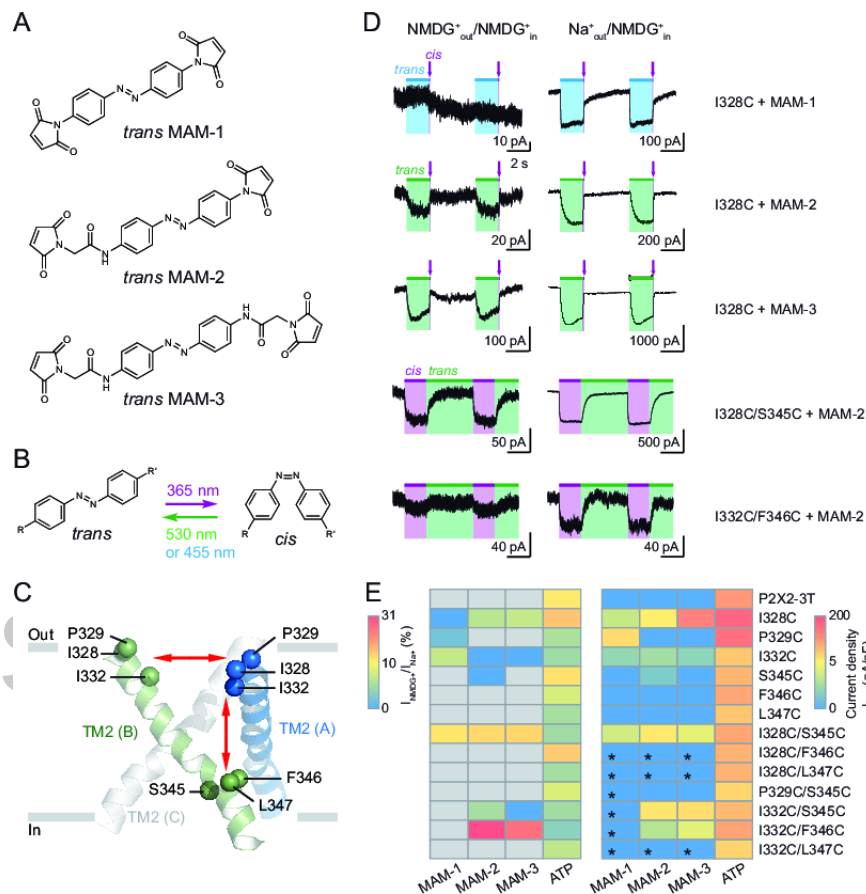 A
N
O
O
N=N
N
O
O
trans MAM-1
O
O
N
O
NH
N=N
N
O
O
trans MAM-2
O
O
N
O
NH
N=N
H
N
O
N
O
O
trans MAM-3
B
R
N=N
R'
trans
365 nm
530 nm
or 455 nm
N=N
R
R'
cis
C
Out
P329
I328
I332
P329
I328
I332
TM2 (B)
TM2 (A)
S345
F346
L347
TM2 (C)
In
D
NMDG⁺out/NMDG⁺in
Na⁺out/NMDG⁺in
trans
cis
10 pA
2 s
100 pA
I328C + MAM-1
trans
20 pA
200 pA
I328C + MAM-2
100 pA
1000 pA
I328C + MAM-3
cis trans
50 pA
500 pA
I328C/S345C + MAM-2
40 pA
40 pA
I332C/F346C + MAM-2
E
31
10
0
I NMDG⁺/I Na⁺ (%)
P2X2-3T
I328C
P329C
I332C
S345C
F346C
L347C
I328C/S345C
I328C/F346C
I328C/L347C
P329C/S345C
I332C/S345C
I332C/F346C
I332C/L347C
* * *
* * *
*
*
*
* * *
200
5
0
Current density
MAM-1 MAM-2 MAM-3 ATP
MAM-1 MAM-2 MAM-3 ATP